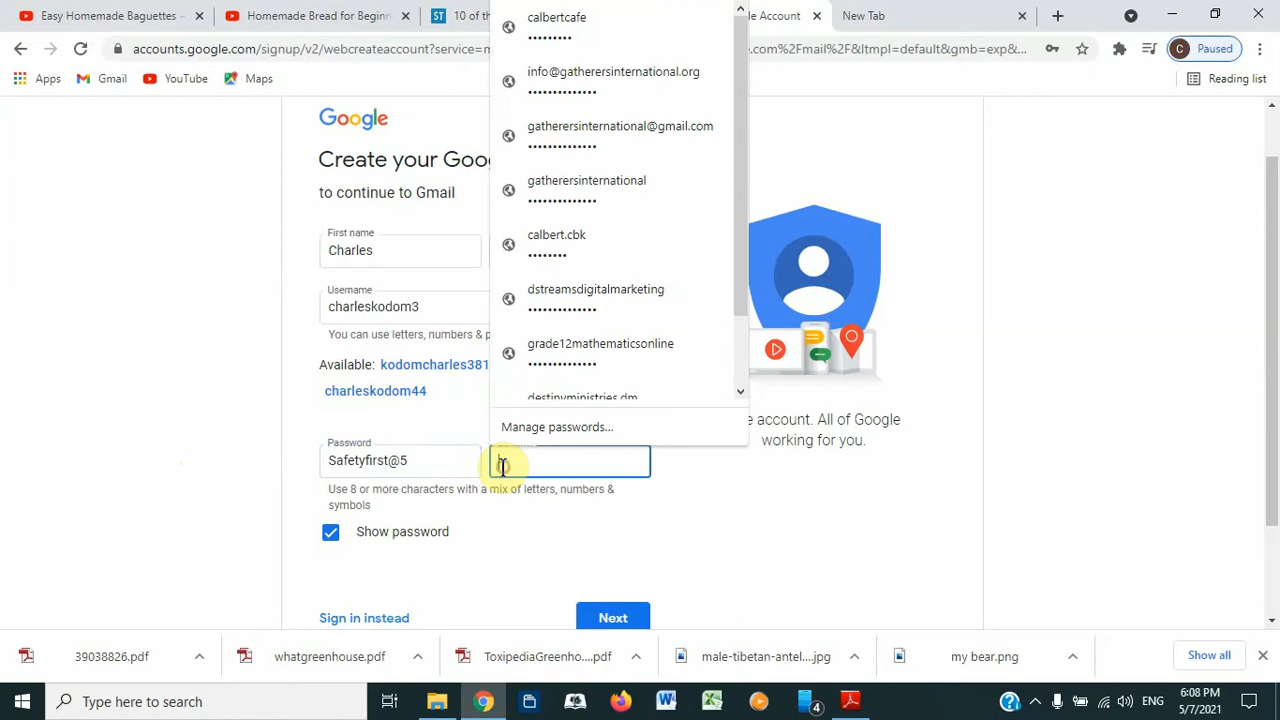 Easy Homemade Baguettes –
Homemade Bread for Beginn
10 of th
Account
New Tab
accounts.google.com/signup/v2/webcreateaccount?service=m
e.com%2Fmail%2F&ltmpl=default&gmb=exp&...
C Paused
Apps
Gmail
YouTube
Maps
Reading list
calbertcafe
•••••••••
info@gatherersinternational.org
••••••••••••••
gatherersinternational@gmail.com
••••••••••••••
gatherersinternational
••••••••••••••
calbert.cbk
••••••••
dstreamsdigitalmarketing
••••••••••••••
grade12mathematicsonline
••••••••••••••
destinyministries.dm
Manage passwords...
Google
Create your Goo
to continue to Gmail
First name
Charles
Username
charleskodom3
You can use letters, numbers & p
Available: kodomcharles381
charleskodom44
Password
Safetyfirst@5
Use 8 or more characters with a mix of letters, numbers &
symbols
Show password
Sign in instead
Next
e account. All of Google
working for you.
39038826.pdf
whatgreenhouse.pdf
ToxipediaGreenho....pdf
male-tibetan-antel....jpg
my bear.png
Show all
Type here to search
4
ENG
6:08 PM
5/7/2021